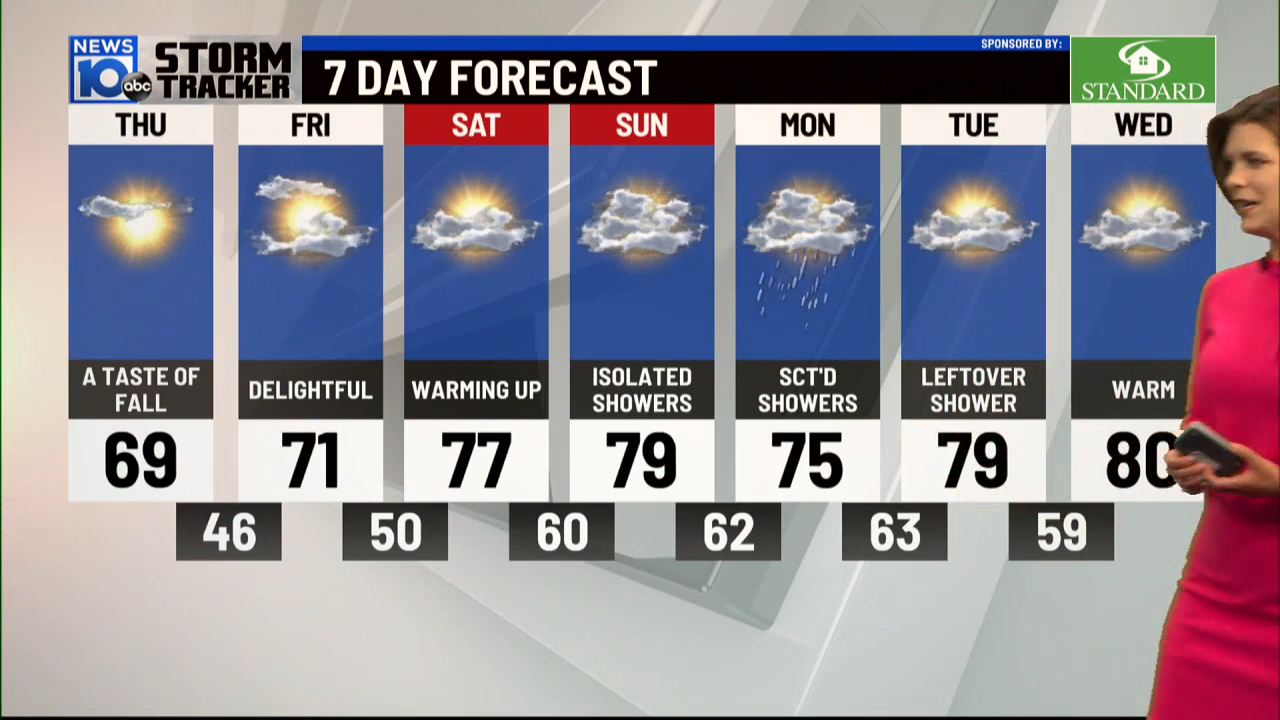 NEWS
10
abc
STORM
TRACKER
7 DAY FORECAST
SPONSORED BY:
STANDARD
THU
FRI
SAT
SUN
MON
TUE
WED
A TASTE OF
FALL
DELIGHTFUL
WARMING UP
ISOLATED
SHOWERS
SCT'D
SHOWERS
LEFTOVER
SHOWER
WARM
69
71
77
79
75
79
80
46
50
60
62
63
59